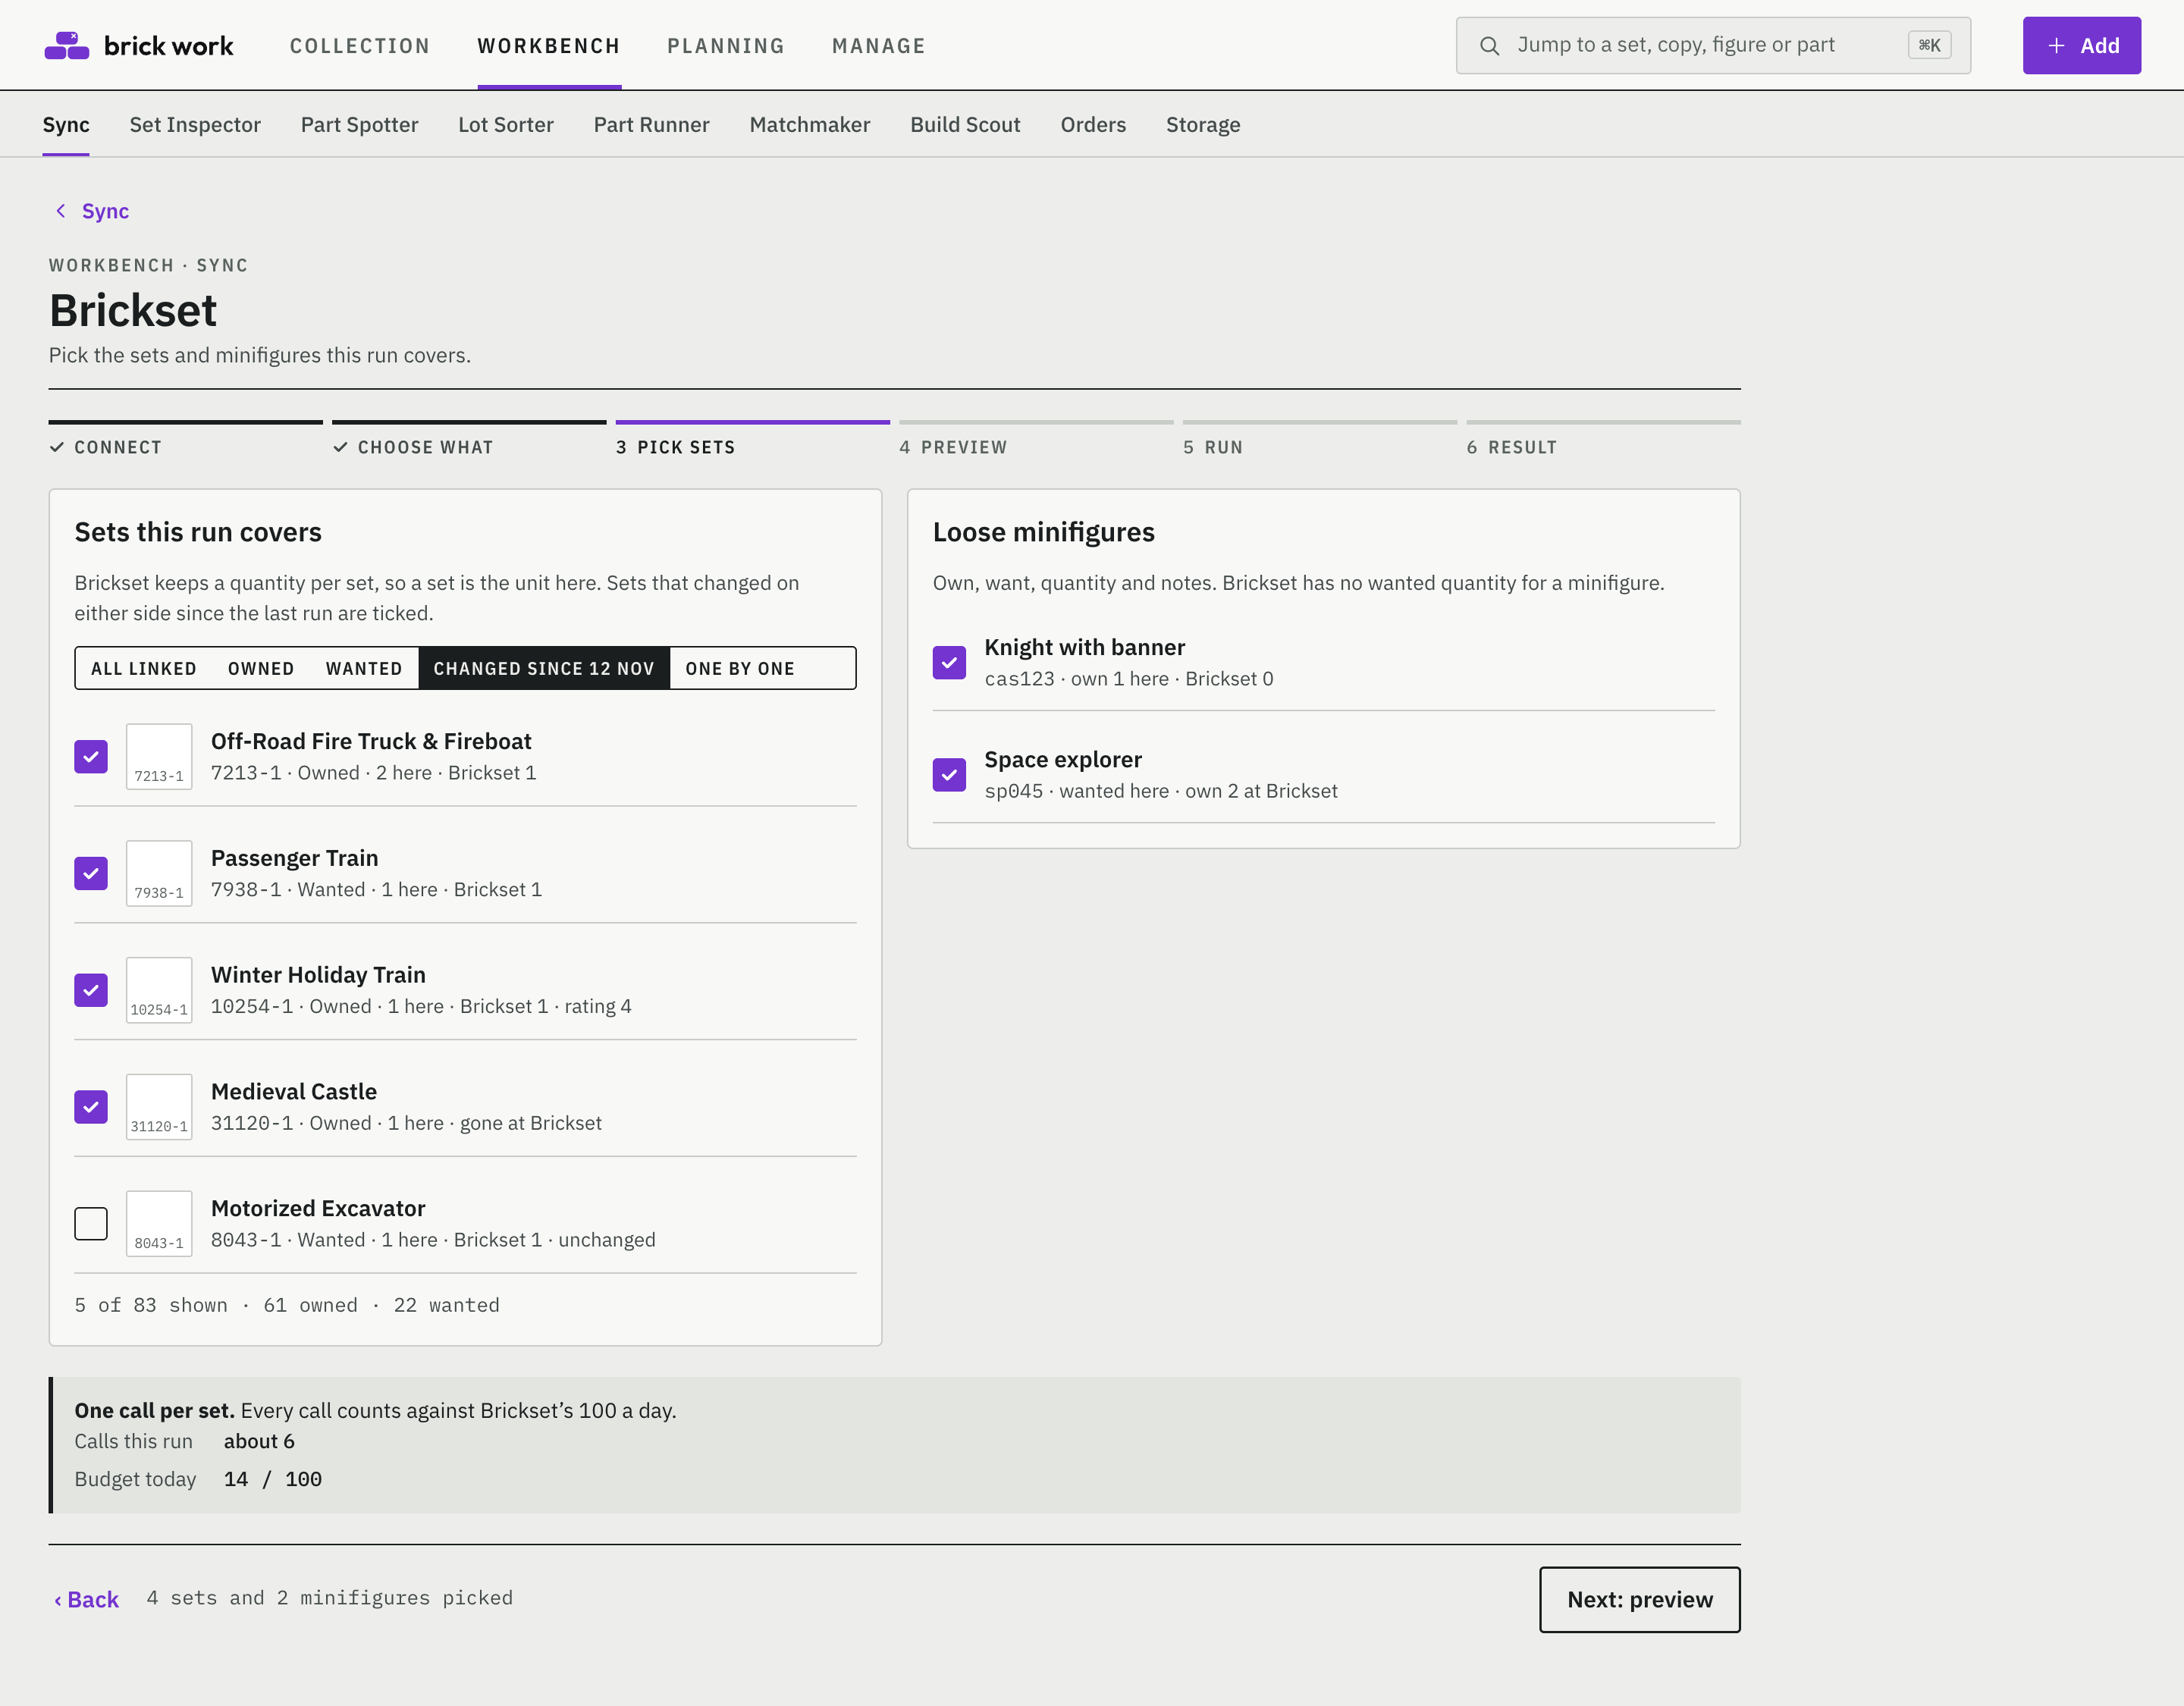 brick work
COLLECTION
WORKBENCH
PLANNING
MANAGE
Jump to a set, copy, figure or part
⌘K
+ Add
Sync
Set Inspector
Part Spotter
Lot Sorter
Part Runner
Matchmaker
Build Scout
Orders
Storage
Sync
WORKBENCH · SYNC
Brickset
Pick the sets and minifigures this run covers.
CONNECT
CHOOSE WHAT
3 PICK SETS
4 PREVIEW
5 RUN
6 RESULT
Sets this run covers
Brickset keeps a quantity per set, so a set is the unit here. Sets that changed on
either side since the last run are ticked.
ALL LINKED
OWNED
WANTED
CHANGED SINCE 12 NOV
ONE BY ONE
7213-1
Off-Road Fire Truck & Fireboat
7213-1 · Owned · 2 here · Brickset 1
7938-1
Passenger Train
7938-1 · Wanted · 1 here · Brickset 1
10254-1
Winter Holiday Train
10254-1 · Owned · 1 here · Brickset 1 · rating 4
31120-1
Medieval Castle
31120-1 · Owned · 1 here · gone at Brickset
8043-1
Motorized Excavator
8043-1 · Wanted · 1 here · Brickset 1 · unchanged
5 of 83 shown · 61 owned · 22 wanted
Loose minifigures
Own, want, quantity and notes. Brickset has no wanted quantity for a minifigure.
Knight with banner
cas123 · own 1 here · Brickset 0
Space explorer
sp045 · wanted here · own 2 at Brickset
One call per set. Every call counts against Brickset’s 100 a day.
Calls this run about 6
Budget today 14 / 100
‹ Back
4 sets and 2 minifigures picked
Next: preview